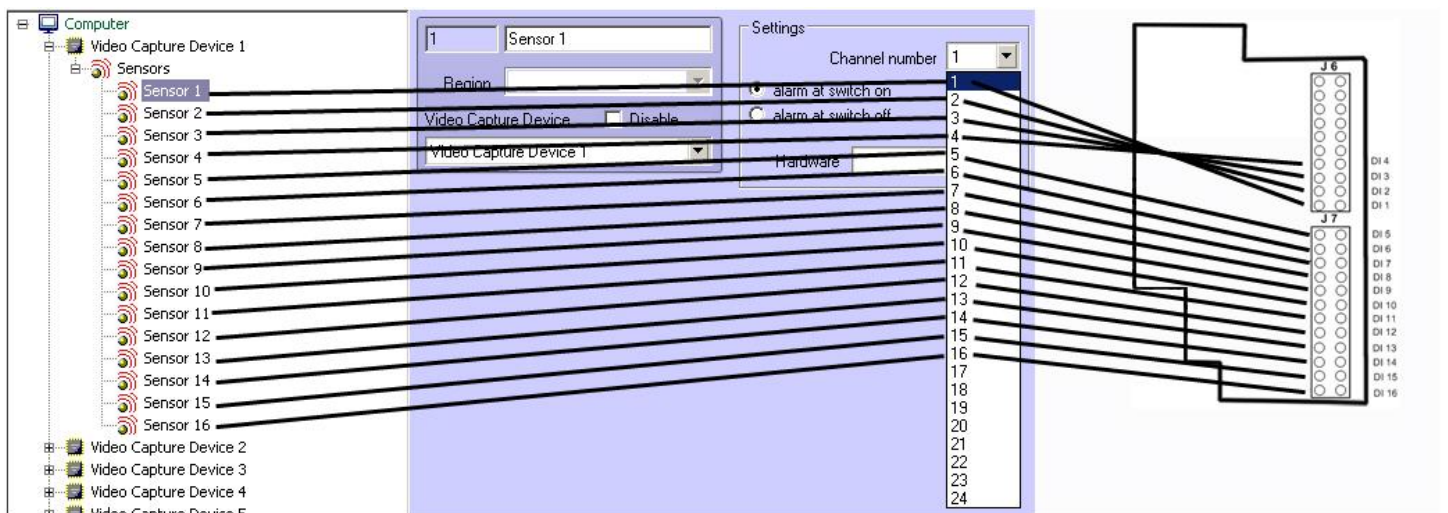 Computer
Video Capture Device 1
Sensors
Sensor 1
Sensor 2
Sensor 3
Sensor 4
Sensor 5
Sensor 6
Sensor 7
Sensor 8
Sensor 9
Sensor 10
Sensor 11
Sensor 12
Sensor 13
Sensor 14
Sensor 15
Sensor 16
Video Capture Device 2
Video Capture Device 3
Video Capture Device 4
Video Capture Device 5
1 Sensor 1
Region
Video Capture Device Disable
Video Capture Device 1
Settings
Channel number 1
alarm at switch on
alarm at switch off
Hardware
1
2
3
4
5
6
7
8
9
10
11
12
13
14
15
16
17
18
19
20
21
22
23
24
J 6
DI 4
DI 3
DI 2
DI 1
J 7
DI 5
DI 6
DI 7
DI 8
DI 9
DI 10
DI 11
DI 12
DI 13
DI 14
DI 15
DI 16